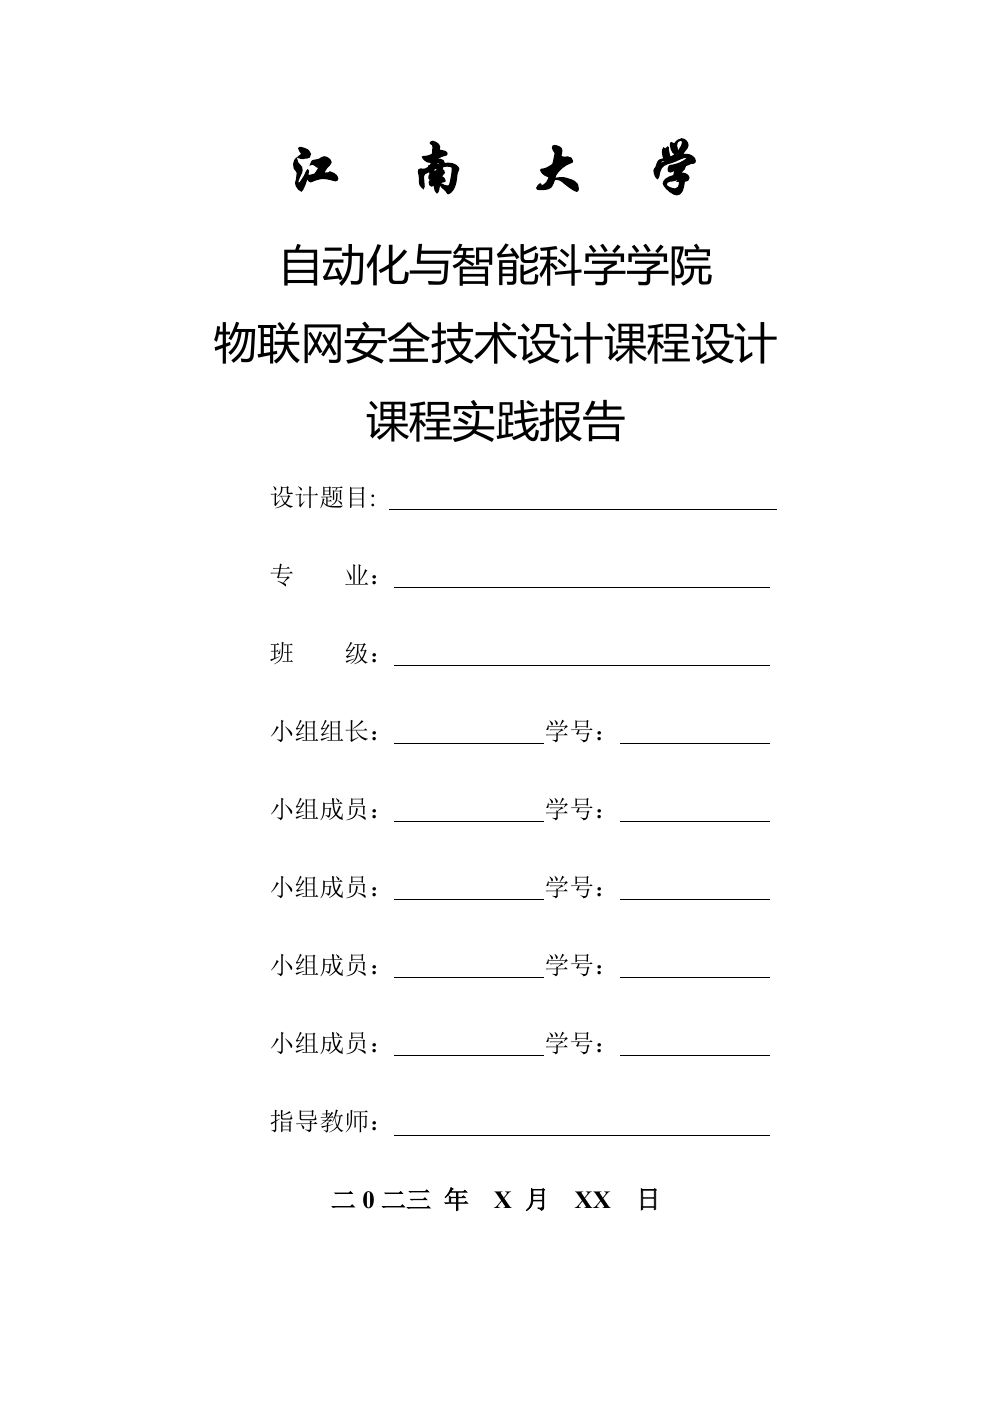 江 南 大 学
自动化与智能科学学院
物联网安全技术设计课程设计
课程实践报告
设计题目:
专 业：
班 级：
小组组长： 学号：
小组成员： 学号：
小组成员： 学号：
小组成员： 学号：
小组成员： 学号：
指导教师：
二 0 二三 年 X 月 XX 日